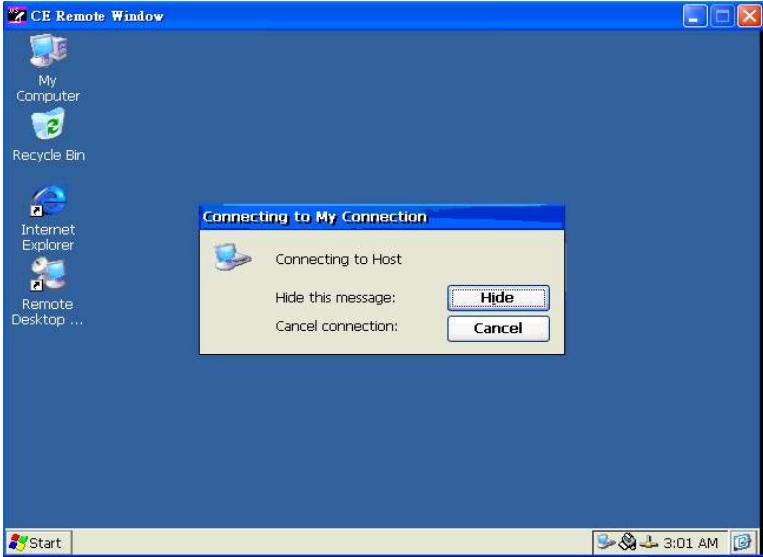 CE Remote Window
My
Computer
Recycle Bin
Internet
Explorer
Remote
Desktop ...
Connecting to My Connection
Connecting to Host
Hide this message:
Hide
Cancel connection:
Cancel
Start
3:01 AM